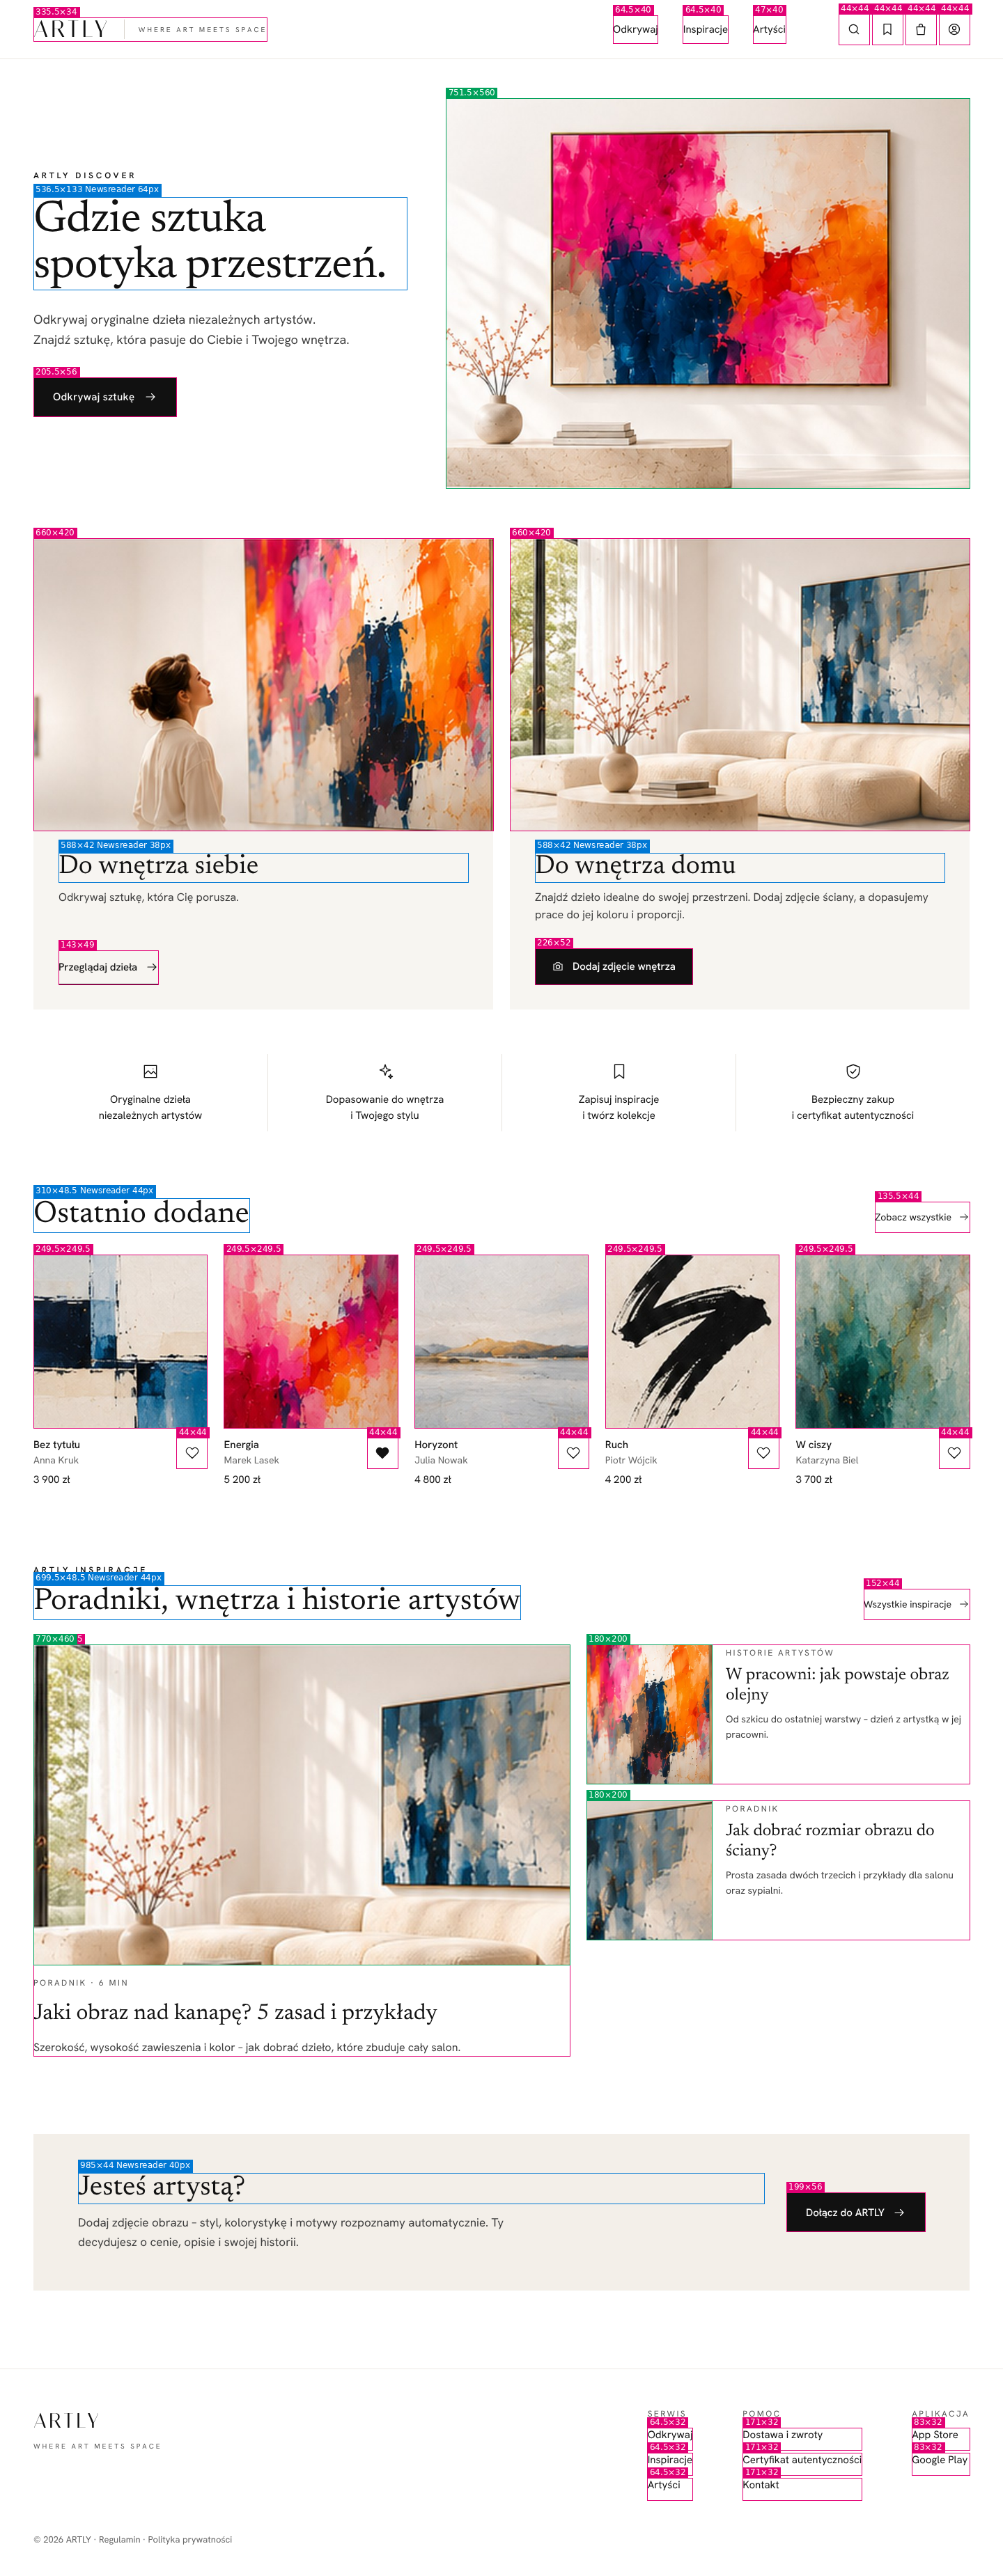 335.5×34
ARTLY
WHERE ART MEETS SPACE
64.5×40
Odkrywaj
64.5×40
Inspiracje
47×40
Artyści
44×44
44×44
44×44
44×44
751.5×560
ARTLY DISCOVER
536.5×133 Newsreader 64px
Gdzie sztuka
spotyka przestrzeń.
Odkrywaj oryginalne dzieła niezależnych artystów.
Znajdź sztukę, która pasuje do Ciebie i Twojego wnętrza.
205.5×56
Odkrywaj sztukę
660×420
588×42 Newsreader 38px
Do wnętrza siebie
Odkrywaj sztukę, która Cię porusza.
143×49
Przeglądaj dzieła
660×420
588×42 Newsreader 38px
Do wnętrza domu
Znajdź dzieło idealne do swojej przestrzeni. Dodaj zdjęcie ściany, a dopasujemy
prace do jej koloru i proporcji.
226×52
Dodaj zdjęcie wnętrza
Oryginalne dzieła
niezależnych artystów
Dopasowanie do wnętrza
i Twojego stylu
Zapisuj inspiracje
i twórz kolekcje
Bezpieczny zakup
i certyfikat autentyczności
310×48.5 Newsreader 44px
Ostatnio dodane
135.5×44
Zobacz wszystkie
249.5×249.5
44×44
Bez tytułu
Anna Kruk
3 900 zł
249.5×249.5
44×44
Energia
Marek Lasek
5 200 zł
249.5×249.5
44×44
Horyzont
Julia Nowak
4 800 zł
249.5×249.5
44×44
Ruch
Piotr Wójcik
4 200 zł
249.5×249.5
44×44
W ciszy
Katarzyna Biel
3 700 zł
ARTLY INSPIRACJE
699.5×48.5 Newsreader 44px
Poradniki, wnętrza i historie artystów
152×44
Wszystkie inspiracje
770×460
5
PORADNIK · 6 MIN
Jaki obraz nad kanapę? 5 zasad i przykłady
Szerokość, wysokość zawieszenia i kolor – jak dobrać dzieło, które zbuduje cały salon.
180×200
HISTORIE ARTYSTÓW
W pracowni: jak powstaje obraz
olejny
Od szkicu do ostatniej warstwy – dzień z artystką w jej
pracowni.
180×200
PORADNIK
Jak dobrać rozmiar obrazu do
ściany?
Prosta zasada dwóch trzecich i przykłady dla salonu
oraz sypialni.
985×44 Newsreader 40px
Jesteś artystą?
Dodaj zdjęcie obrazu – styl, kolorystykę i motywy rozpoznamy automatycznie. Ty
decydujesz o cenie, opisie i swojej historii.
199×56
Dołącz do ARTLY
ARTLY
WHERE ART MEETS SPACE
SERWIS
64.5×32
Odkrywaj
64.5×32
Inspiracje
64.5×32
Artyści
POMOC
171×32
Dostawa i zwroty
171×32
Certyfikat autentyczności
171×32
Kontakt
APLIKACJA
83×32
App Store
83×32
Google Play
© 2026 ARTLY · Regulamin · Polityka prywatności